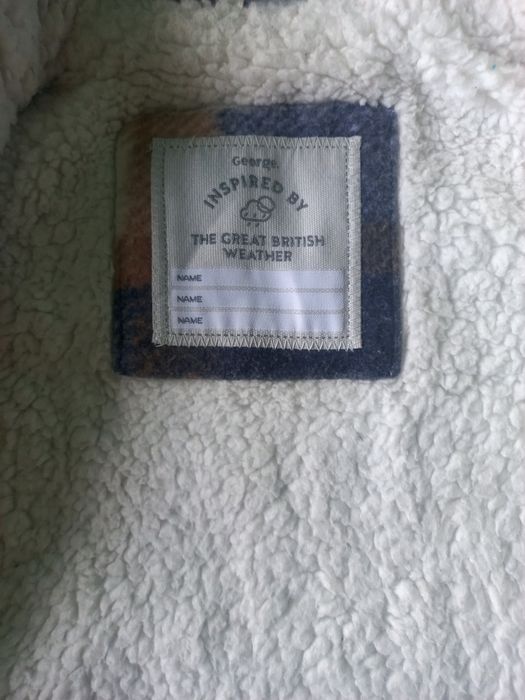 George.
INSPIRED BY
THE GREAT BRITISH
WEATHER
NAME
NAME
NAME